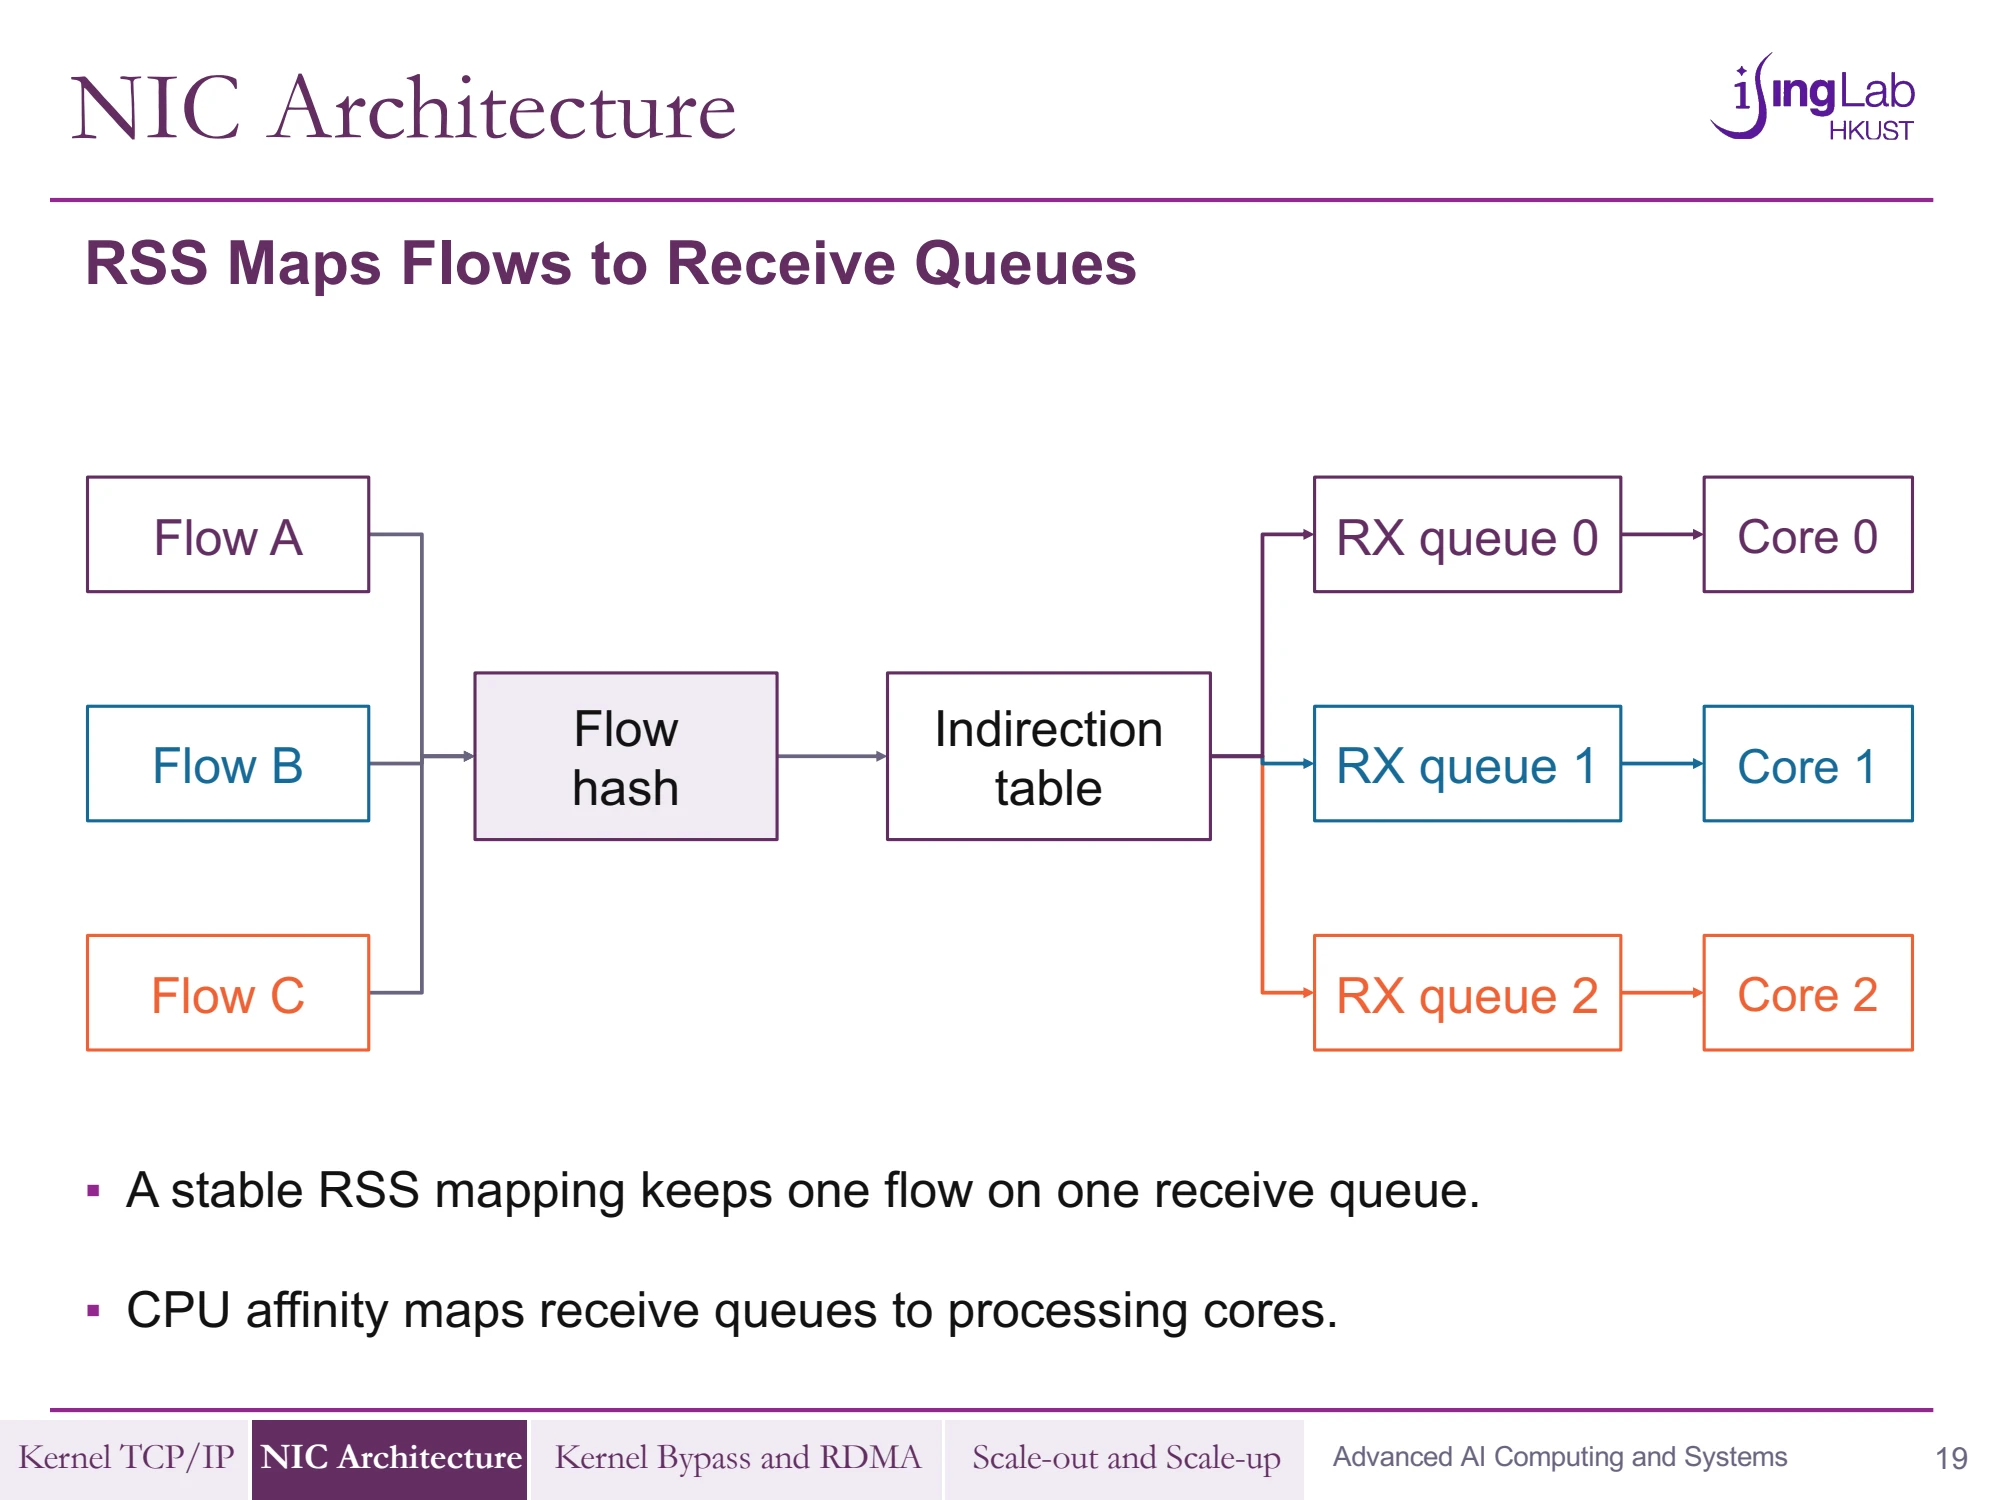 NIC Architecture
isingLab
HKUST
RSS Maps Flows to Receive Queues
Flow A
Flow B
Flow C
Flow
hash
Indirection
table
RX queue 0
Core 0
RX queue 1
Core 1
RX queue 2
Core 2
▪ A stable RSS mapping keeps one flow on one receive queue.
▪ CPU affinity maps receive queues to processing cores.
Kernel TCP/IP
NIC Architecture
Kernel Bypass and RDMA
Scale-out and Scale-up
Advanced AI Computing and Systems
19